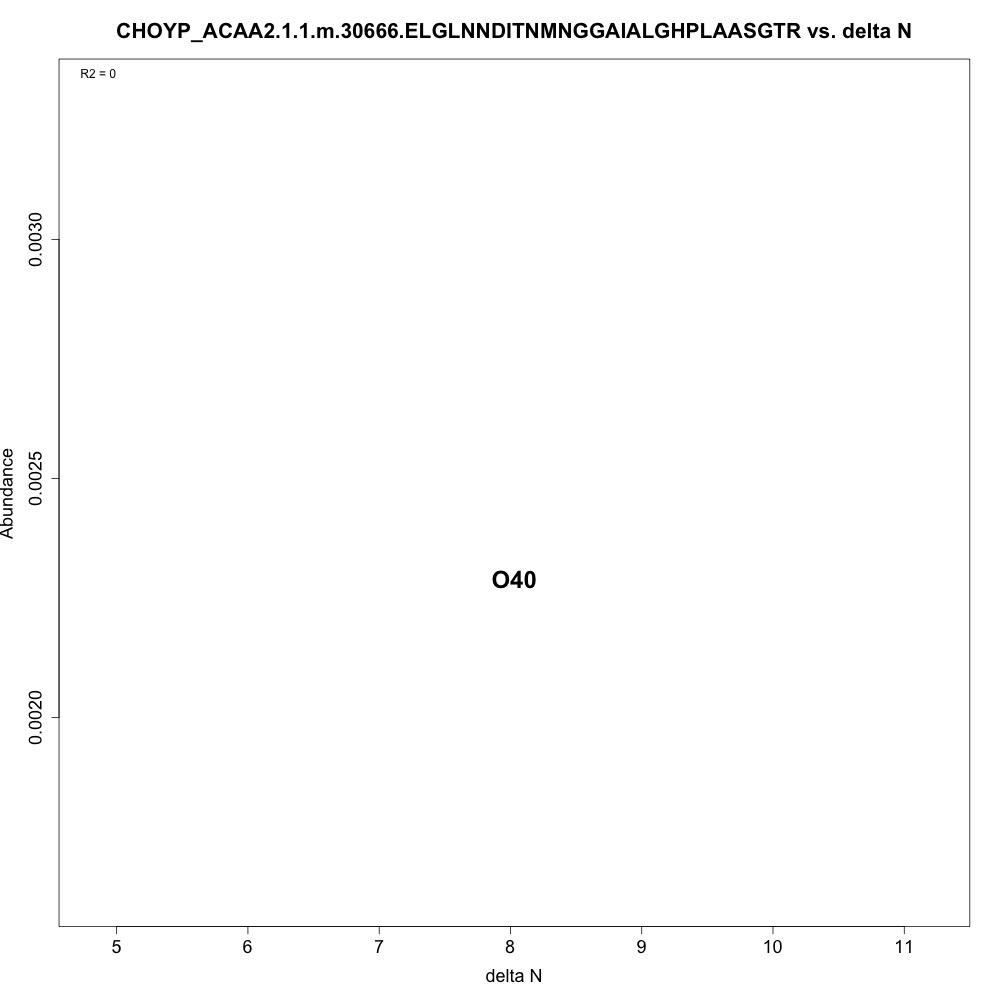 CHOYP_ACAA2.1.1.m.30666.ELGLNNDITNMNGGAIALGHPLAASGTR vs. delta N
R2 = 0
0.0030
0.0025
0.0020
Abundance
O40
5 6 7 8 9 10 11
delta N